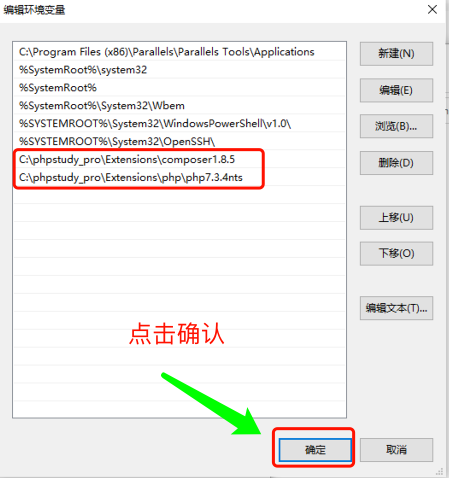 编辑环境变量
C:\Program Files (x86)\Parallels\Parallels Tools\Applications
%SystemRoot%\system32
%SystemRoot%
%SystemRoot%\System32\Wbem
%SYSTEMROOT%\System32\WindowsPowerShell\v1.0\
%SYSTEMROOT%\System32\OpenSSH\
C:\phpstudy_pro\Extensions\composer1.8.5
C:\phpstudy_pro\Extensions\php\php7.3.4nts
新建(N)
编辑(E)
浏览(B)...
删除(D)
上移(U)
下移(O)
编辑文本(T)...
点击确认
确定
取消